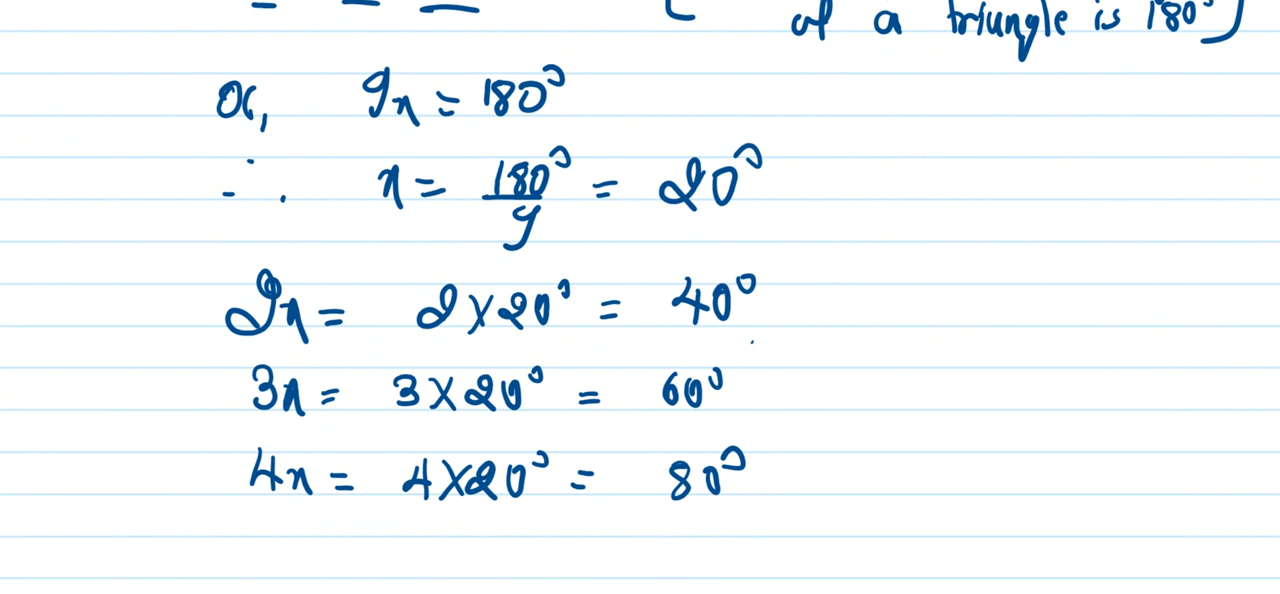 of a triangle is 180°]
Or, 9x = 180°
∴ x = 180°/9 = 20°
2x = 2 × 20° = 40°
3x = 3 × 20° = 60°
4x = 4 × 20° = 80°